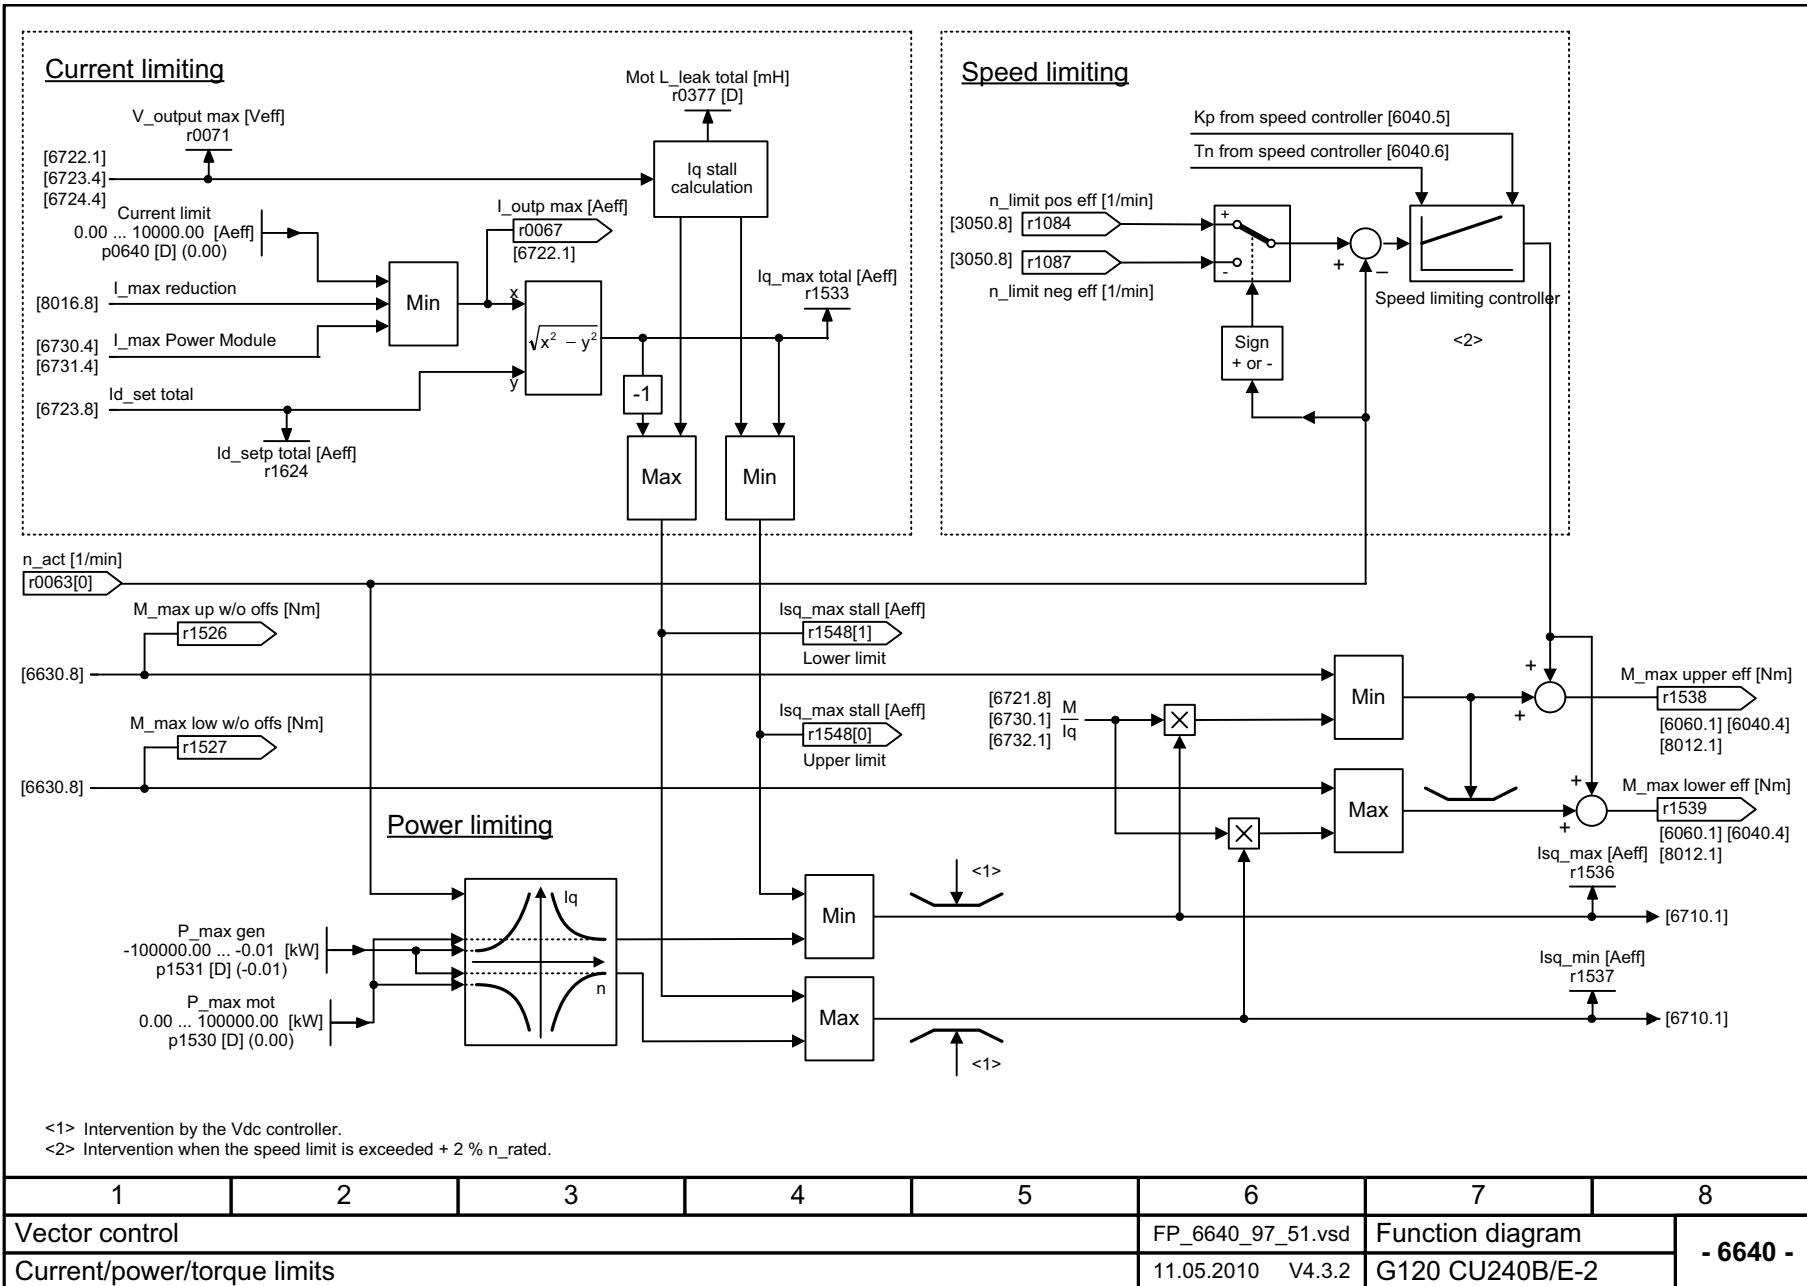 Current limiting
Mot L_leak total [mH]
r0377 [D]
V_output max [Veff]
r0071
[6722.1]
[6723.4]
[6724.4]
Iq stall
calculation
Current limit
0.00 ... 10000.00 [Aeff]
p0640 [D] (0.00)
I_outp max [Aeff]
r0067
[6722.1]
[8016.8]
I_max reduction
Min
x
y
√x² – y²
Iq_max total [Aeff]
r1533
[6730.4]
[6731.4]
I_max Power Module
[6723.8]
Id_set total
Id_setp total [Aeff]
r1624
-1
Max
Min
Speed limiting
Kp from speed controller [6040.5]
Tn from speed controller [6040.6]
n_limit pos eff [1/min]
[3050.8]
r1084
[3050.8]
r1087
n_limit neg eff [1/min]
+
-
+
–
Speed limiting controller
<2>
Sign
+ or -
n_act [1/min]
r0063[0]
M_max up w/o offs [Nm]
r1526
[6630.8]
Isq_max stall [Aeff]
r1548[1]
Lower limit
M_max low w/o offs [Nm]
r1527
[6630.8]
Isq_max stall [Aeff]
r1548[0]
Upper limit
[6721.8]
[6730.1]
[6732.1]
M
Iq
Min
+
+
M_max upper eff [Nm]
r1538
[6060.1] [6040.4]
[8012.1]
Max
+
+
M_max lower eff [Nm]
r1539
[6060.1] [6040.4]
[8012.1]
Power limiting
Iq
n
P_max gen
-100000.00 ... -0.01 [kW]
p1531 [D] (-0.01)
P_max mot
0.00 ... 100000.00 [kW]
p1530 [D] (0.00)
Min
<1>
Isq_max [Aeff]
r1536
[6710.1]
Max
<1>
Isq_min [Aeff]
r1537
[6710.1]
<1> Intervention by the Vdc controller.
<2> Intervention when the speed limit is exceeded + 2 % n_rated.
1 2 3 4 5 6 7 8
Vector control
FP_6640_97_51.vsd
Function diagram
- 6640 -
Current/power/torque limits
11.05.2010 V4.3.2
G120 CU240B/E-2